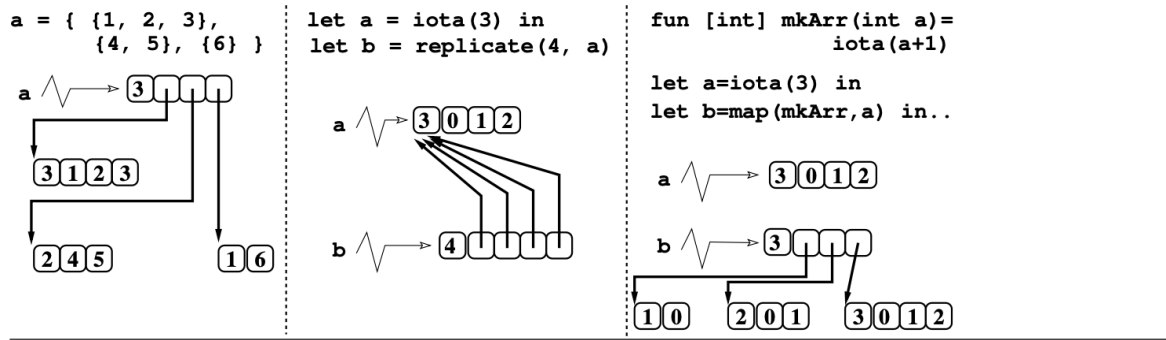 a = { {1, 2, 3},
{4, 5}, {6} }
a 3
3 1 2 3
2 4 5 1 6
let a = iota(3) in
let b = replicate(4, a)
a 3 0 1 2
b 4
fun [int] mkArr(int a)=
iota(a+1)
let a=iota(3) in
let b=map(mkArr,a) in..
a 3 0 1 2
b 3
1 0 2 0 1 3 0 1 2